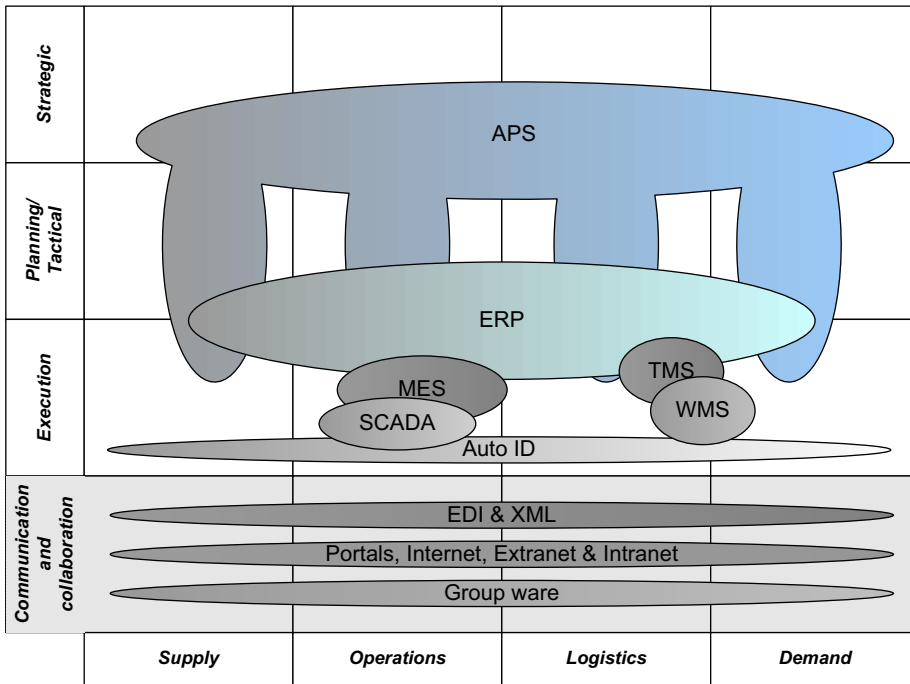 Strategic
APS
Planning/
Tactical
ERP
Execution
TMS
MES
WMS
SCADA
Auto ID
Communication
and
collaboration
EDI & XML
Portals, Internet, Extranet & Intranet
Group ware
Supply
Operations
Logistics
Demand